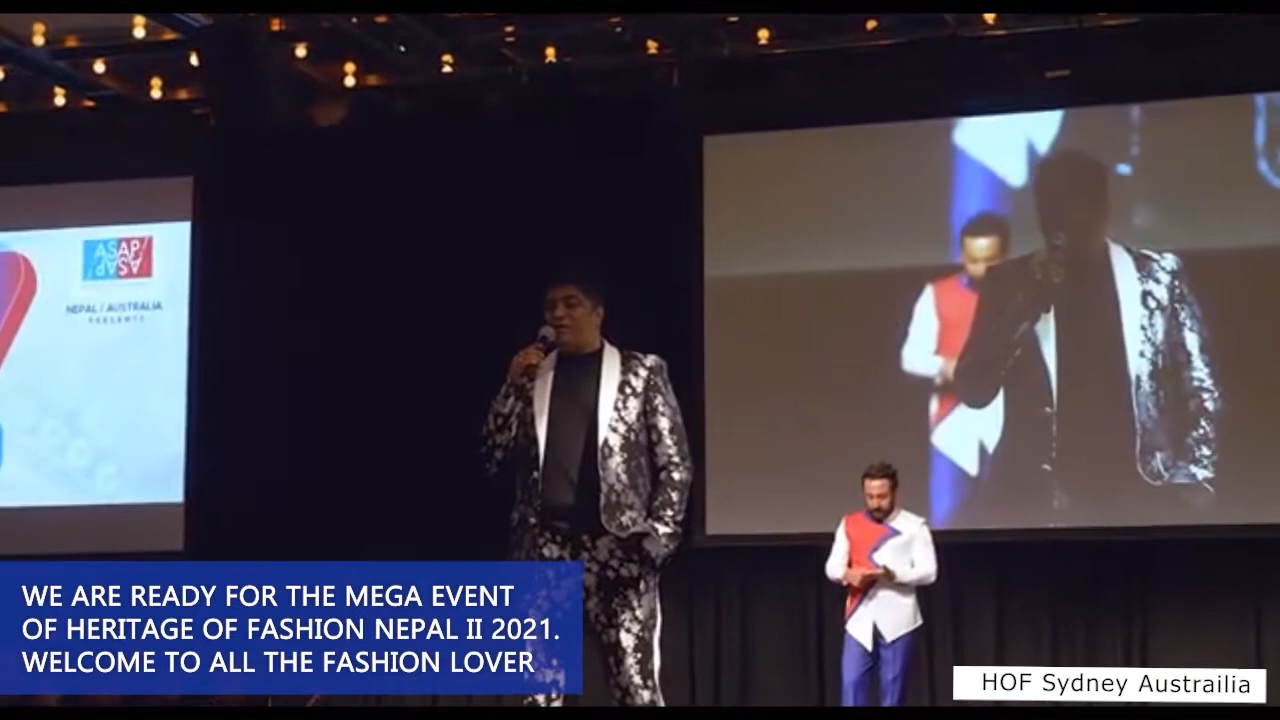 ASAP/
NEPAL / AUSTRALIA
PRESENTS
WE ARE READY FOR THE MEGA EVENT
OF HERITAGE OF FASHION NEPAL II 2021.
WELCOME TO ALL THE FASHION LOVER
HOF Sydney Austrailia